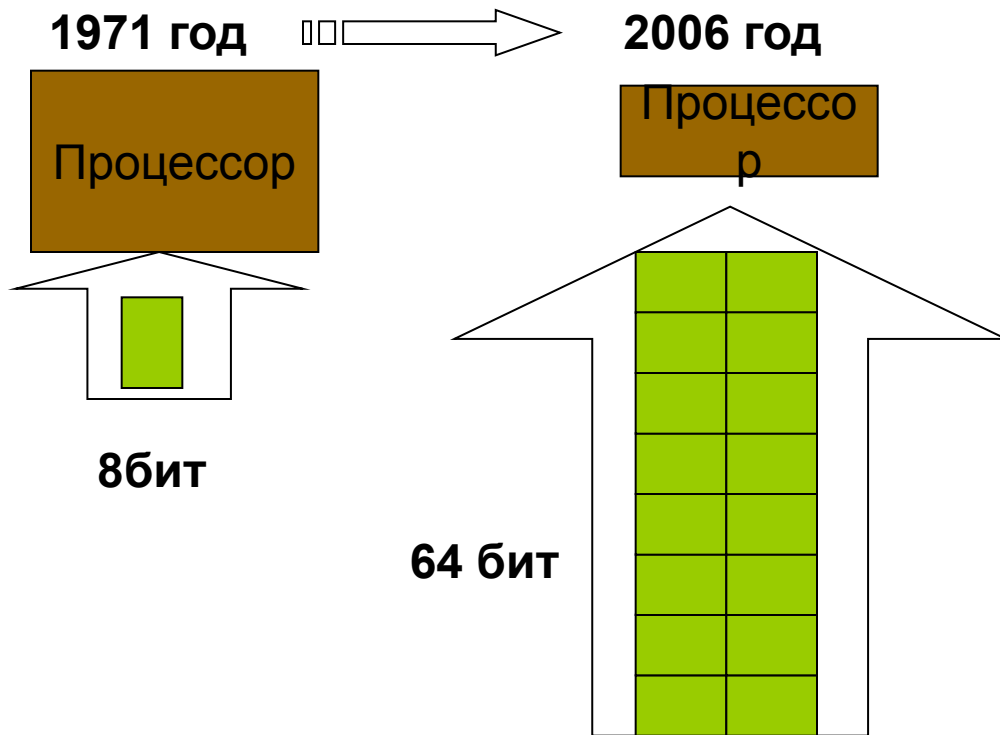 1971 год
2006 год
Процессор
Процессо
р
8бит
64 бит